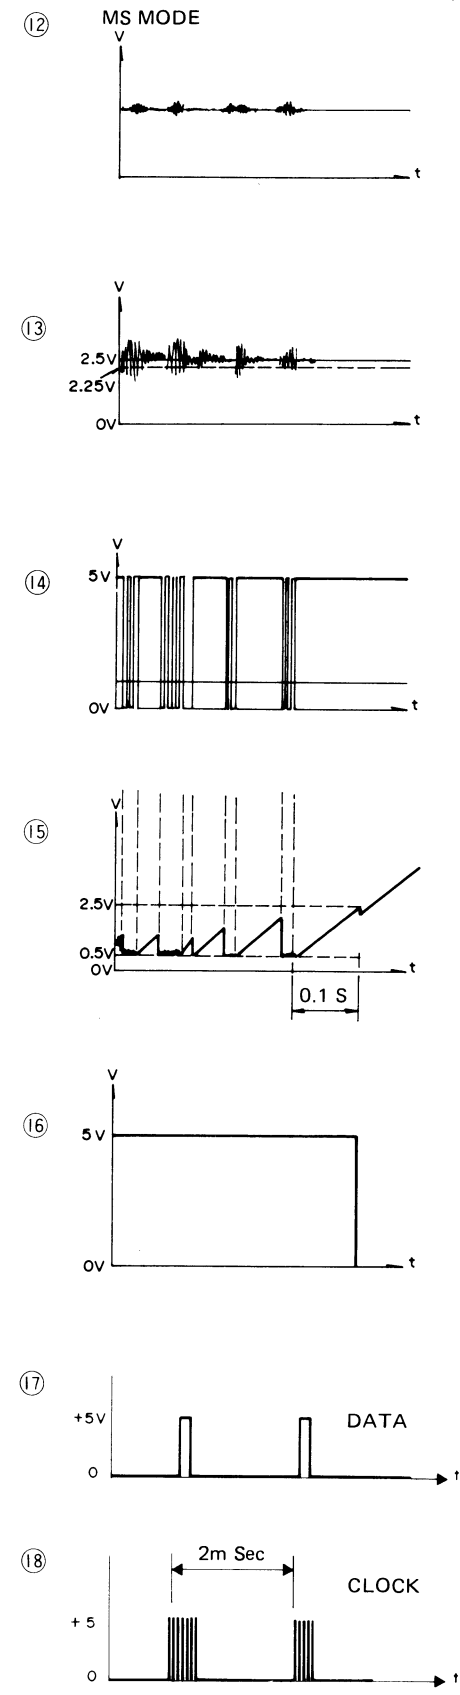 12
MS MODE
V
t
13
V
2.5V
2.25V
0V
t
14
V
5V
0V
t
15
V
2.5V
0.5V
0V
t
0.1 S
16
V
5V
0V
t
17
+5V
DATA
0
t
18
2m Sec
CLOCK
+5
0
t